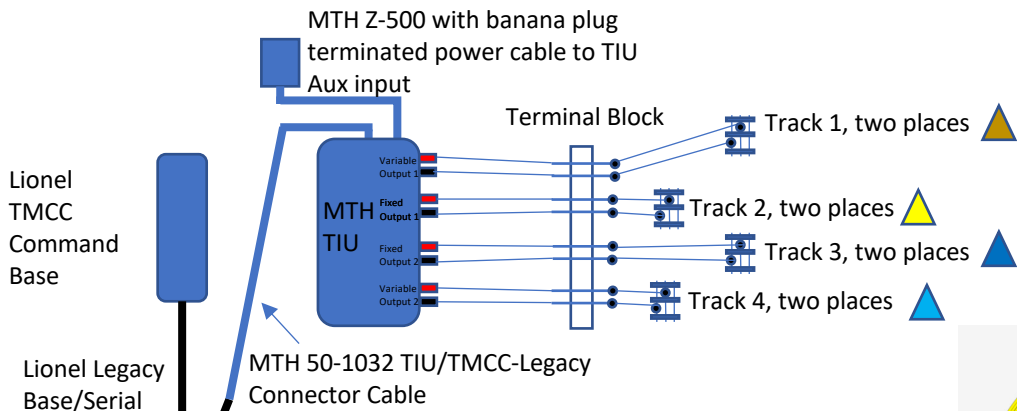 MTH Z-500 with banana plug
terminated power cable to TIU
Aux input
Terminal Block
Track 1, two places
Lionel
TMCC
Command
Base
MTH
TIU
Variable
Output 1
Fixed
Output 1
Fixed
Output 2
Variable
Output 2
Track 2, two places
Track 3, two places
Track 4, two places
Lionel Legacy
Base/Serial
MTH 50-1032 TIU/TMCC-Legacy
Connector Cable